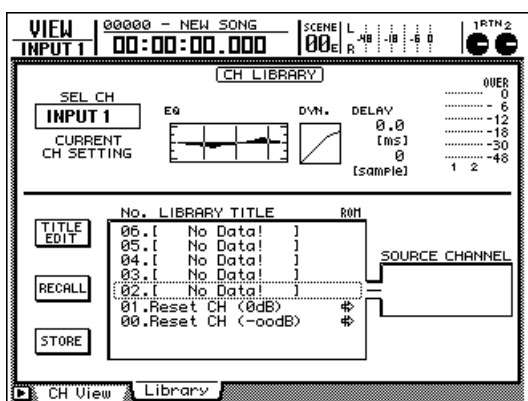 VIEW
INPUT 1
00000 - NEW SONG
00:00:00.000
SCENE
00E
L
R
-48 -18 -6 0
1RTN2
CH LIBRARY
SEL CH
INPUT 1
CURRENT
CH SETTING
EQ
DYN.
DELAY
0.0
[ms]
0
[sample]
OVER
0
- 6
-12
-18
-30
-48
1 2
No. LIBRARY TITLE ROM
06.[ No Data! ]
05.[ No Data! ]
04.[ No Data! ]
03.[ No Data! ]
02.[ No Data! ]
01.Reset CH (0dB)
00.Reset CH (-oodB)
TITLE
EDIT
RECALL
STORE
SOURCE CHANNEL
CH View
Library